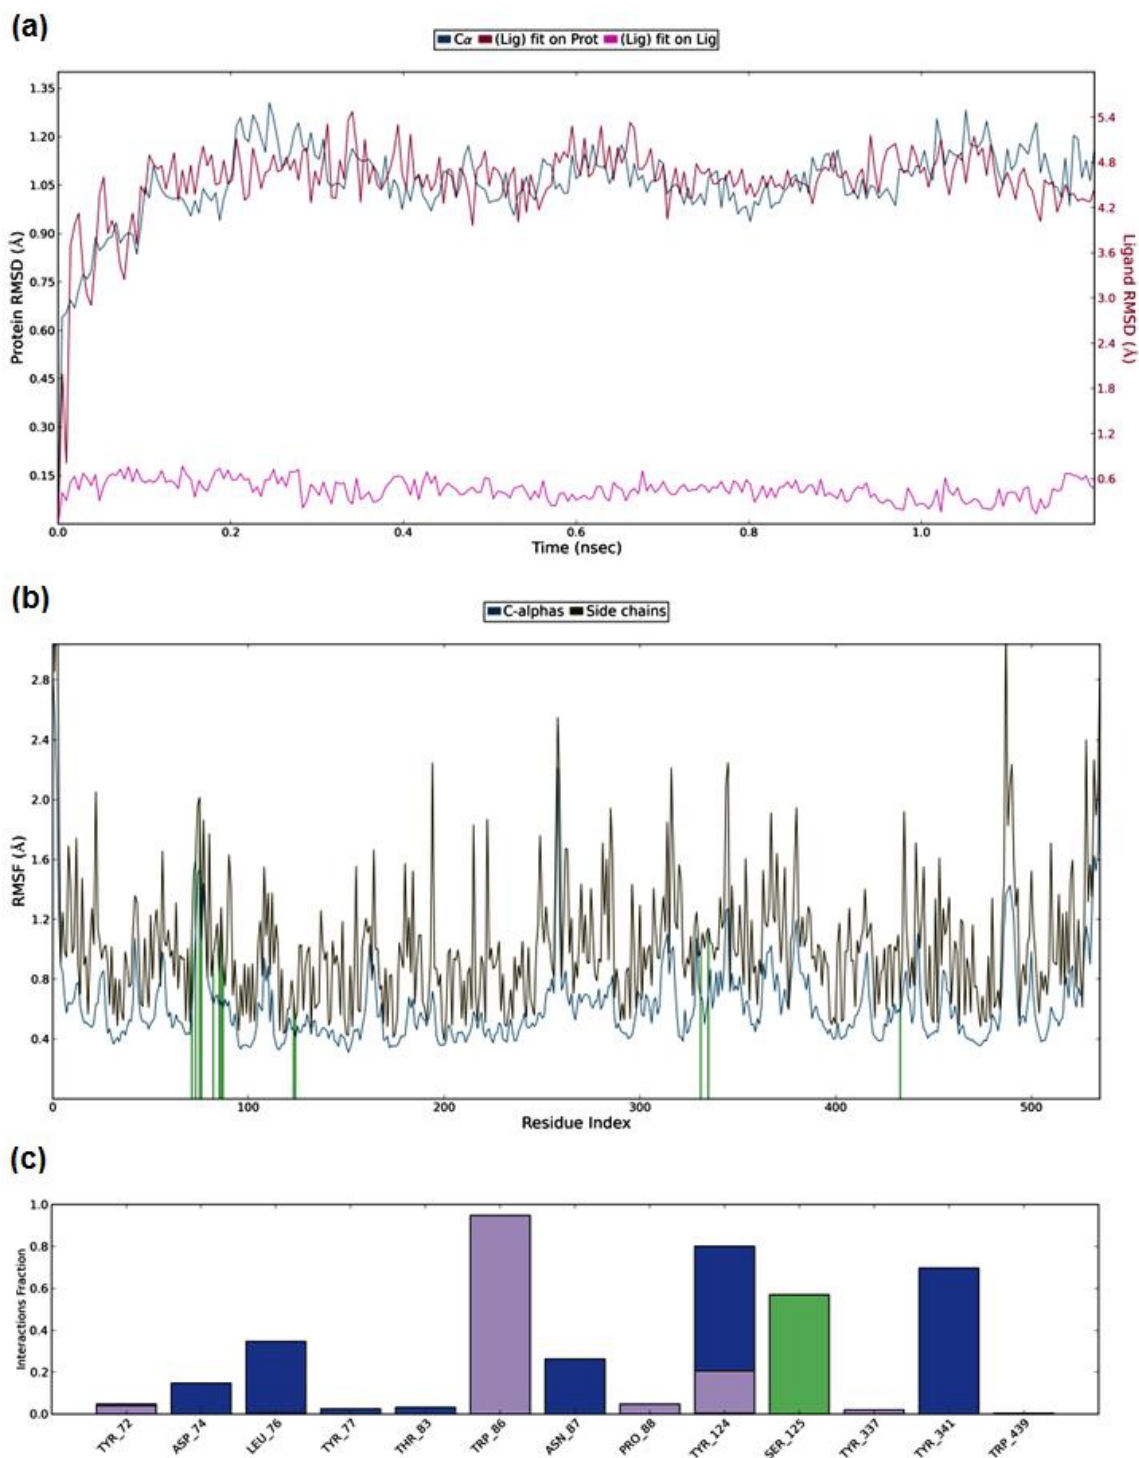 (a)
Cα (Lig) fit on Prot (Lig) fit on Lig
1.35
1.20
1.05
0.90
0.75
0.60
0.45
0.30
0.15
Protein RMSD (Å)
5.4
4.8
4.2
3.6
3.0
2.4
1.8
1.2
0.6
Ligand RMSD (Å)
0.0 0.2 0.4 0.6 0.8 1.0
Time (nsec)
(b)
C-alphas Side chains
2.8
2.4
2.0
1.6
1.2
0.8
0.4
RMSF (Å)
0 100 200 300 400 500
Residue Index
(c)
1.0
0.8
0.6
0.4
0.2
0.0
Interactions Fraction
TYR_72 ASP_74 LEU_76 TYR_77 THR_83 TRP_86 ASN_87 PRO_88 TYR_124 SER_125 TYR_337 TYR_341 TRP_439